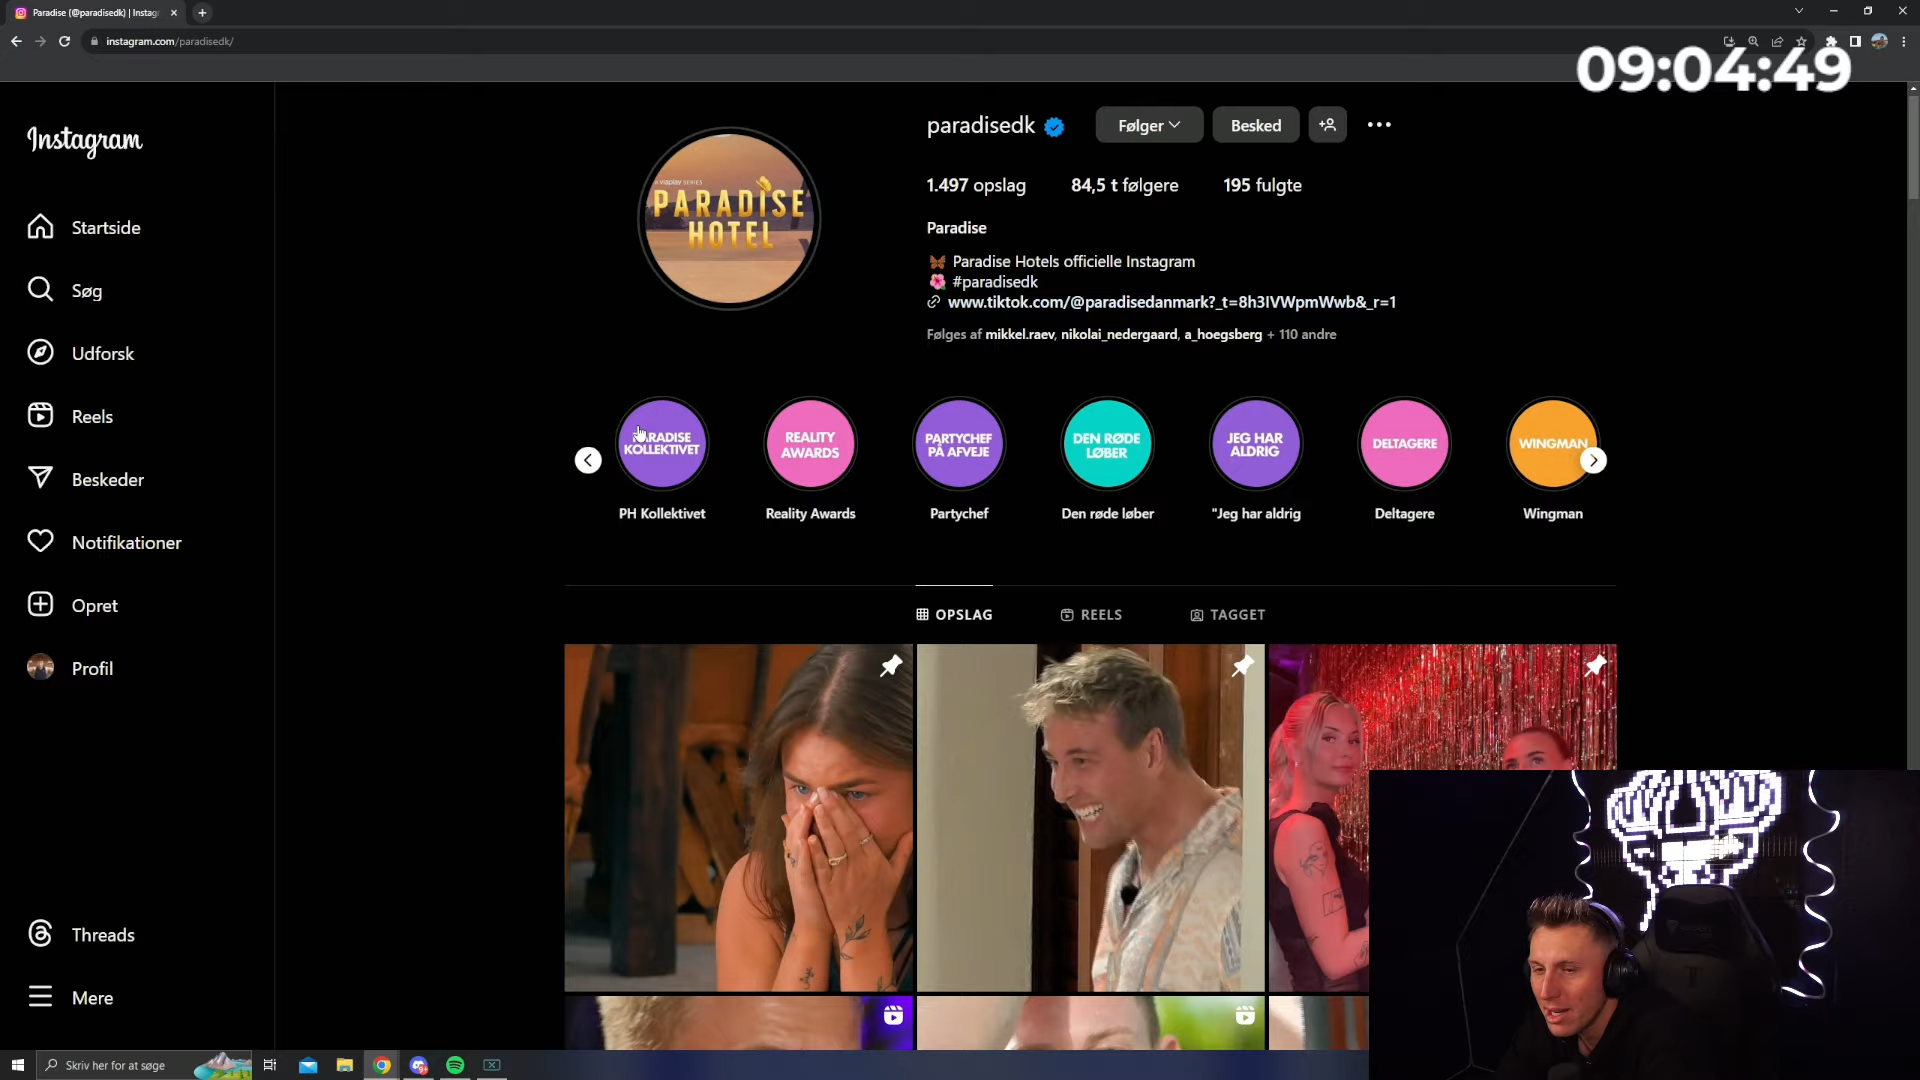 Paradise (@paradisedk) | Instag
instagram.com/paradisedk/
09:04:49
Instagram
Startside
Søg
Udforsk
Reels
Beskeder
Notifikationer
Opret
Profil
Threads
Mere
paradisedk
Følger
Besked
1.497 opslag
84,5 t følgere
195 fulgte
Paradise
Paradise Hotels officielle Instagram
#paradisedk
www.tiktok.com/@paradisedanmark?_t=8h3IVWpmWwb&_r=1
Følges af mikkel.raev, nikolai_nedergaard, a_hoegsberg + 110 andre
a viaplay SERIES
PARADISE
HOTEL
PARADISE
KOLLEKTIVET
REALITY
AWARDS
PARTYCHEF
PÅ AFVEJE
DEN RØDE
LØBER
JEG HAR
ALDRIG
DELTAGERE
WINGMAN
PH Kollektivet
Reality Awards
Partychef
Den røde løber
"Jeg har aldrig
Deltagere
Wingman
OPSLAG
REELS
TAGGET
Skriv her for at søge